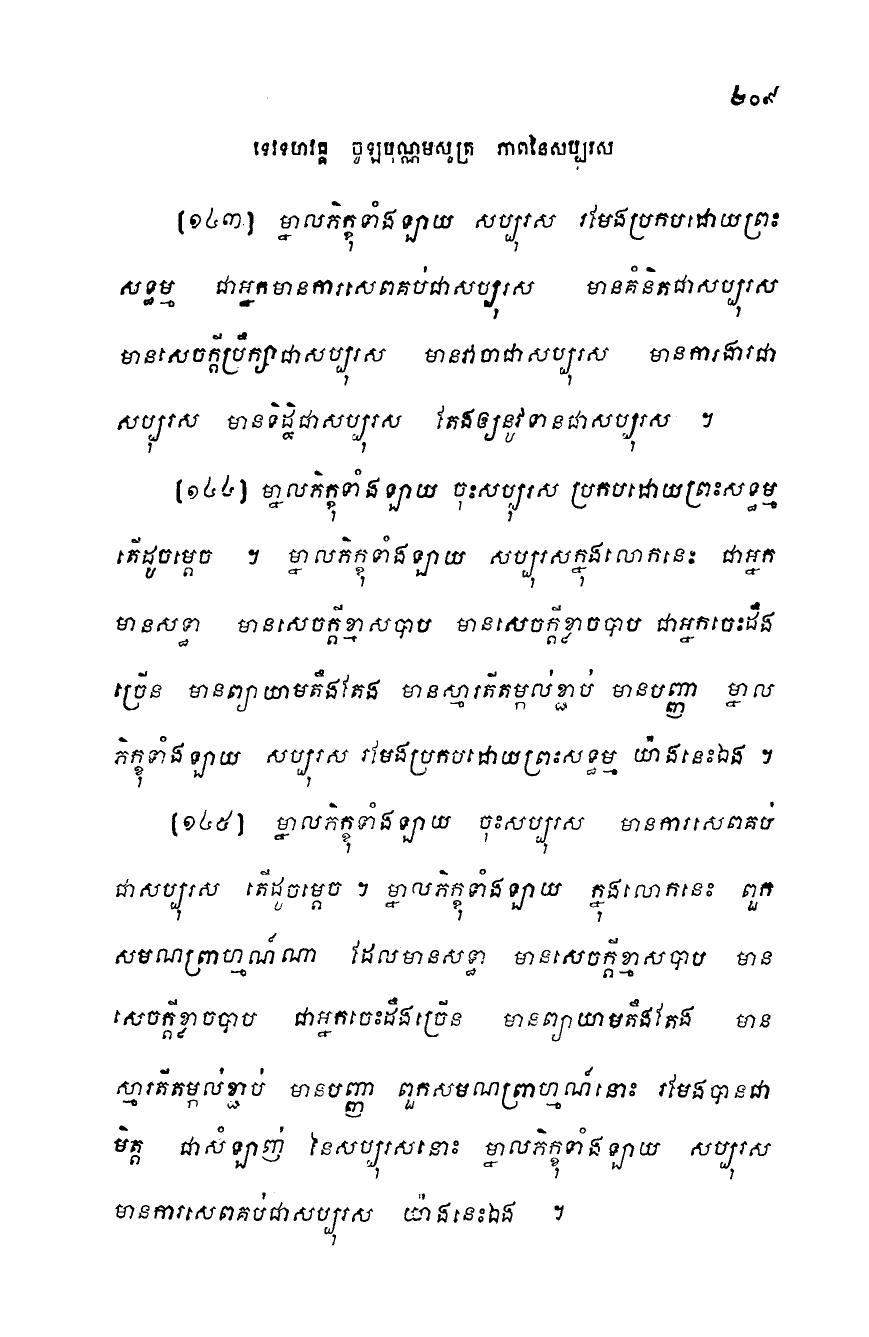 ២០៩
ទេវទហវគ្គ ចូឡបុណ្ណមសូត្រ ភាពនៃសប្បុរស
[១៤៣] ម្នាលភិក្ខុទាំងឡាយ សប្បុរស រមែងប្រកបដោយព្រះ
សទ្ធម្ម ជាអ្នកមានការសេពគប់ជាសប្បុរស មានគំនិតជាសប្បុរស
មានសេចក្តីប្រឹក្សាជាសប្បុរស មានវាចាជាសប្បុរស មានការងារជា
សប្បុរស មានទិដ្ឋិជាសប្បុរស តែងឲ្យនូវទានជាសប្បុរស ។
[១៤៤] ម្នាលភិក្ខុទាំងឡាយ ចុះសប្បុរស ប្រកបដោយព្រះសទ្ធម្ម
តើដូចម្តេច ។ ម្នាលភិក្ខុទាំងឡាយ សប្បុរសក្នុងលោកនេះ ជាអ្នក
មានសទ្ធា មានសេចក្តីខ្មាសបាប មានសេចក្តីខ្លាចបាប ជាអ្នកចេះដឹង
ច្រើន មានព្យាយាមតឹងតែង មានស្មារតីតម្កល់ខ្ជាប់ មានបញ្ញា ម្នាល
ភិក្ខុទាំងឡាយ សប្បុរស រមែងប្រកបដោយព្រះសទ្ធម្ម យ៉ាងនេះឯង ។
[១៤៥] ម្នាលភិក្ខុទាំងឡាយ ចុះសប្បុរស មានការសេពគប់
ជាសប្បុរស តើដូចម្តេច ។ ម្នាលភិក្ខុទាំងឡាយ ក្នុងលោកនេះ ពួក
សមណព្រាហ្មណ៍ណា ដែលមានសទ្ធា មានសេចក្តីខ្មាសបាប មាន
សេចក្តីខ្លាចបាប ជាអ្នកចេះដឹងច្រើន មានព្យាយាមតឹងតែង មាន
ស្មារតីតម្កល់ខ្ជាប់ មានបញ្ញា ពួកសមណព្រាហ្មណ៍នោះ រមែងបានជា
មិត្ត ជាសំឡាញ់ នៃសប្បុរសនោះ ម្នាលភិក្ខុទាំងឡាយ សប្បុរស
មានការសេពគប់ជាសប្បុរស យ៉ាងនេះឯង ។